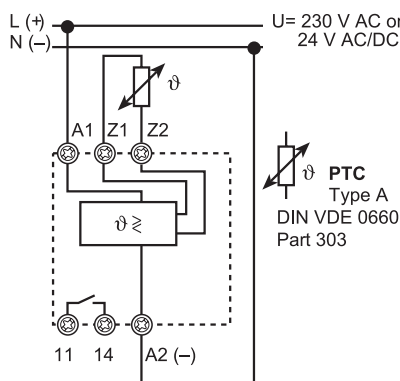 L (+)
U= 230 V AC or
N (–)
24 V AC/DC
ϑ
A1 Z1 Z2
ϑ PTC
Type A
DIN VDE 0660
Part 303
ϑ ≷
11 14 A2 (–)